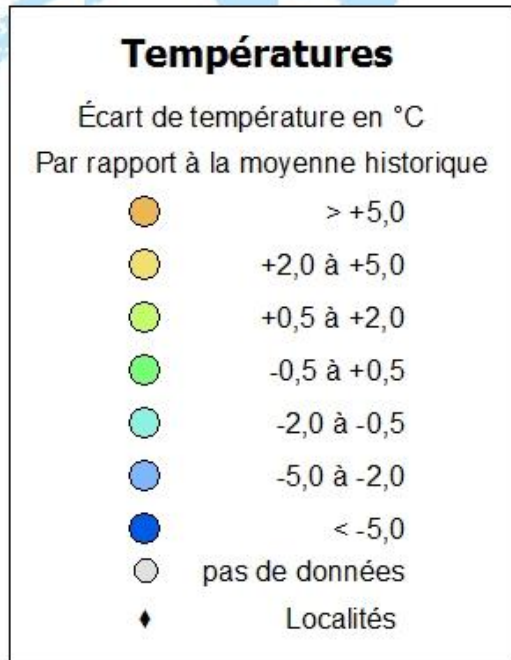 Températures
Écart de température en °C
Par rapport à la moyenne historique
> +5,0
+2,0 à +5,0
+0,5 à +2,0
-0,5 à +0,5
-2,0 à -0,5
-5,0 à -2,0
< -5,0
pas de données
Localités